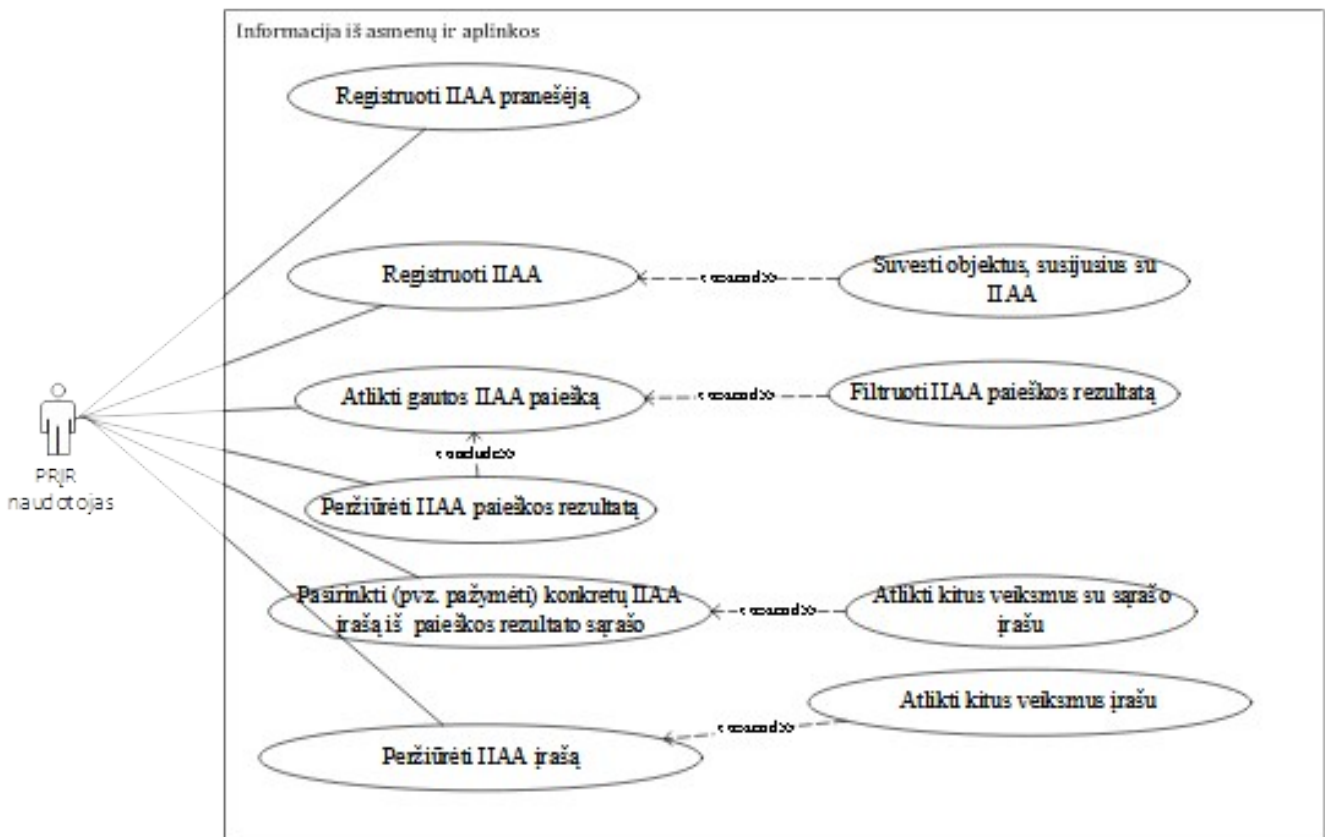 Informacija iš asmenų ir aplinkos
Registruoti IIAA pranešėją
Registruoti IIAA
Suvesti objektus, susijusius su
IIAA
Atlikti gautos IIAA paiešką
Filtruoti IIAA paieškos rezultatą
Peržiūrėti IIAA paieškos rezultatą
PRĮR
naudotojas
Pasirinkti (pvz. pažymėti) konkretų IIAA
įrašą iš paieškos rezultato sąrašo
Atlikti kitus veiksmus su sąrašo
įrašu
Atlikti kitus veiksmus įrašu
Peržiūrėti IIAA įrašą